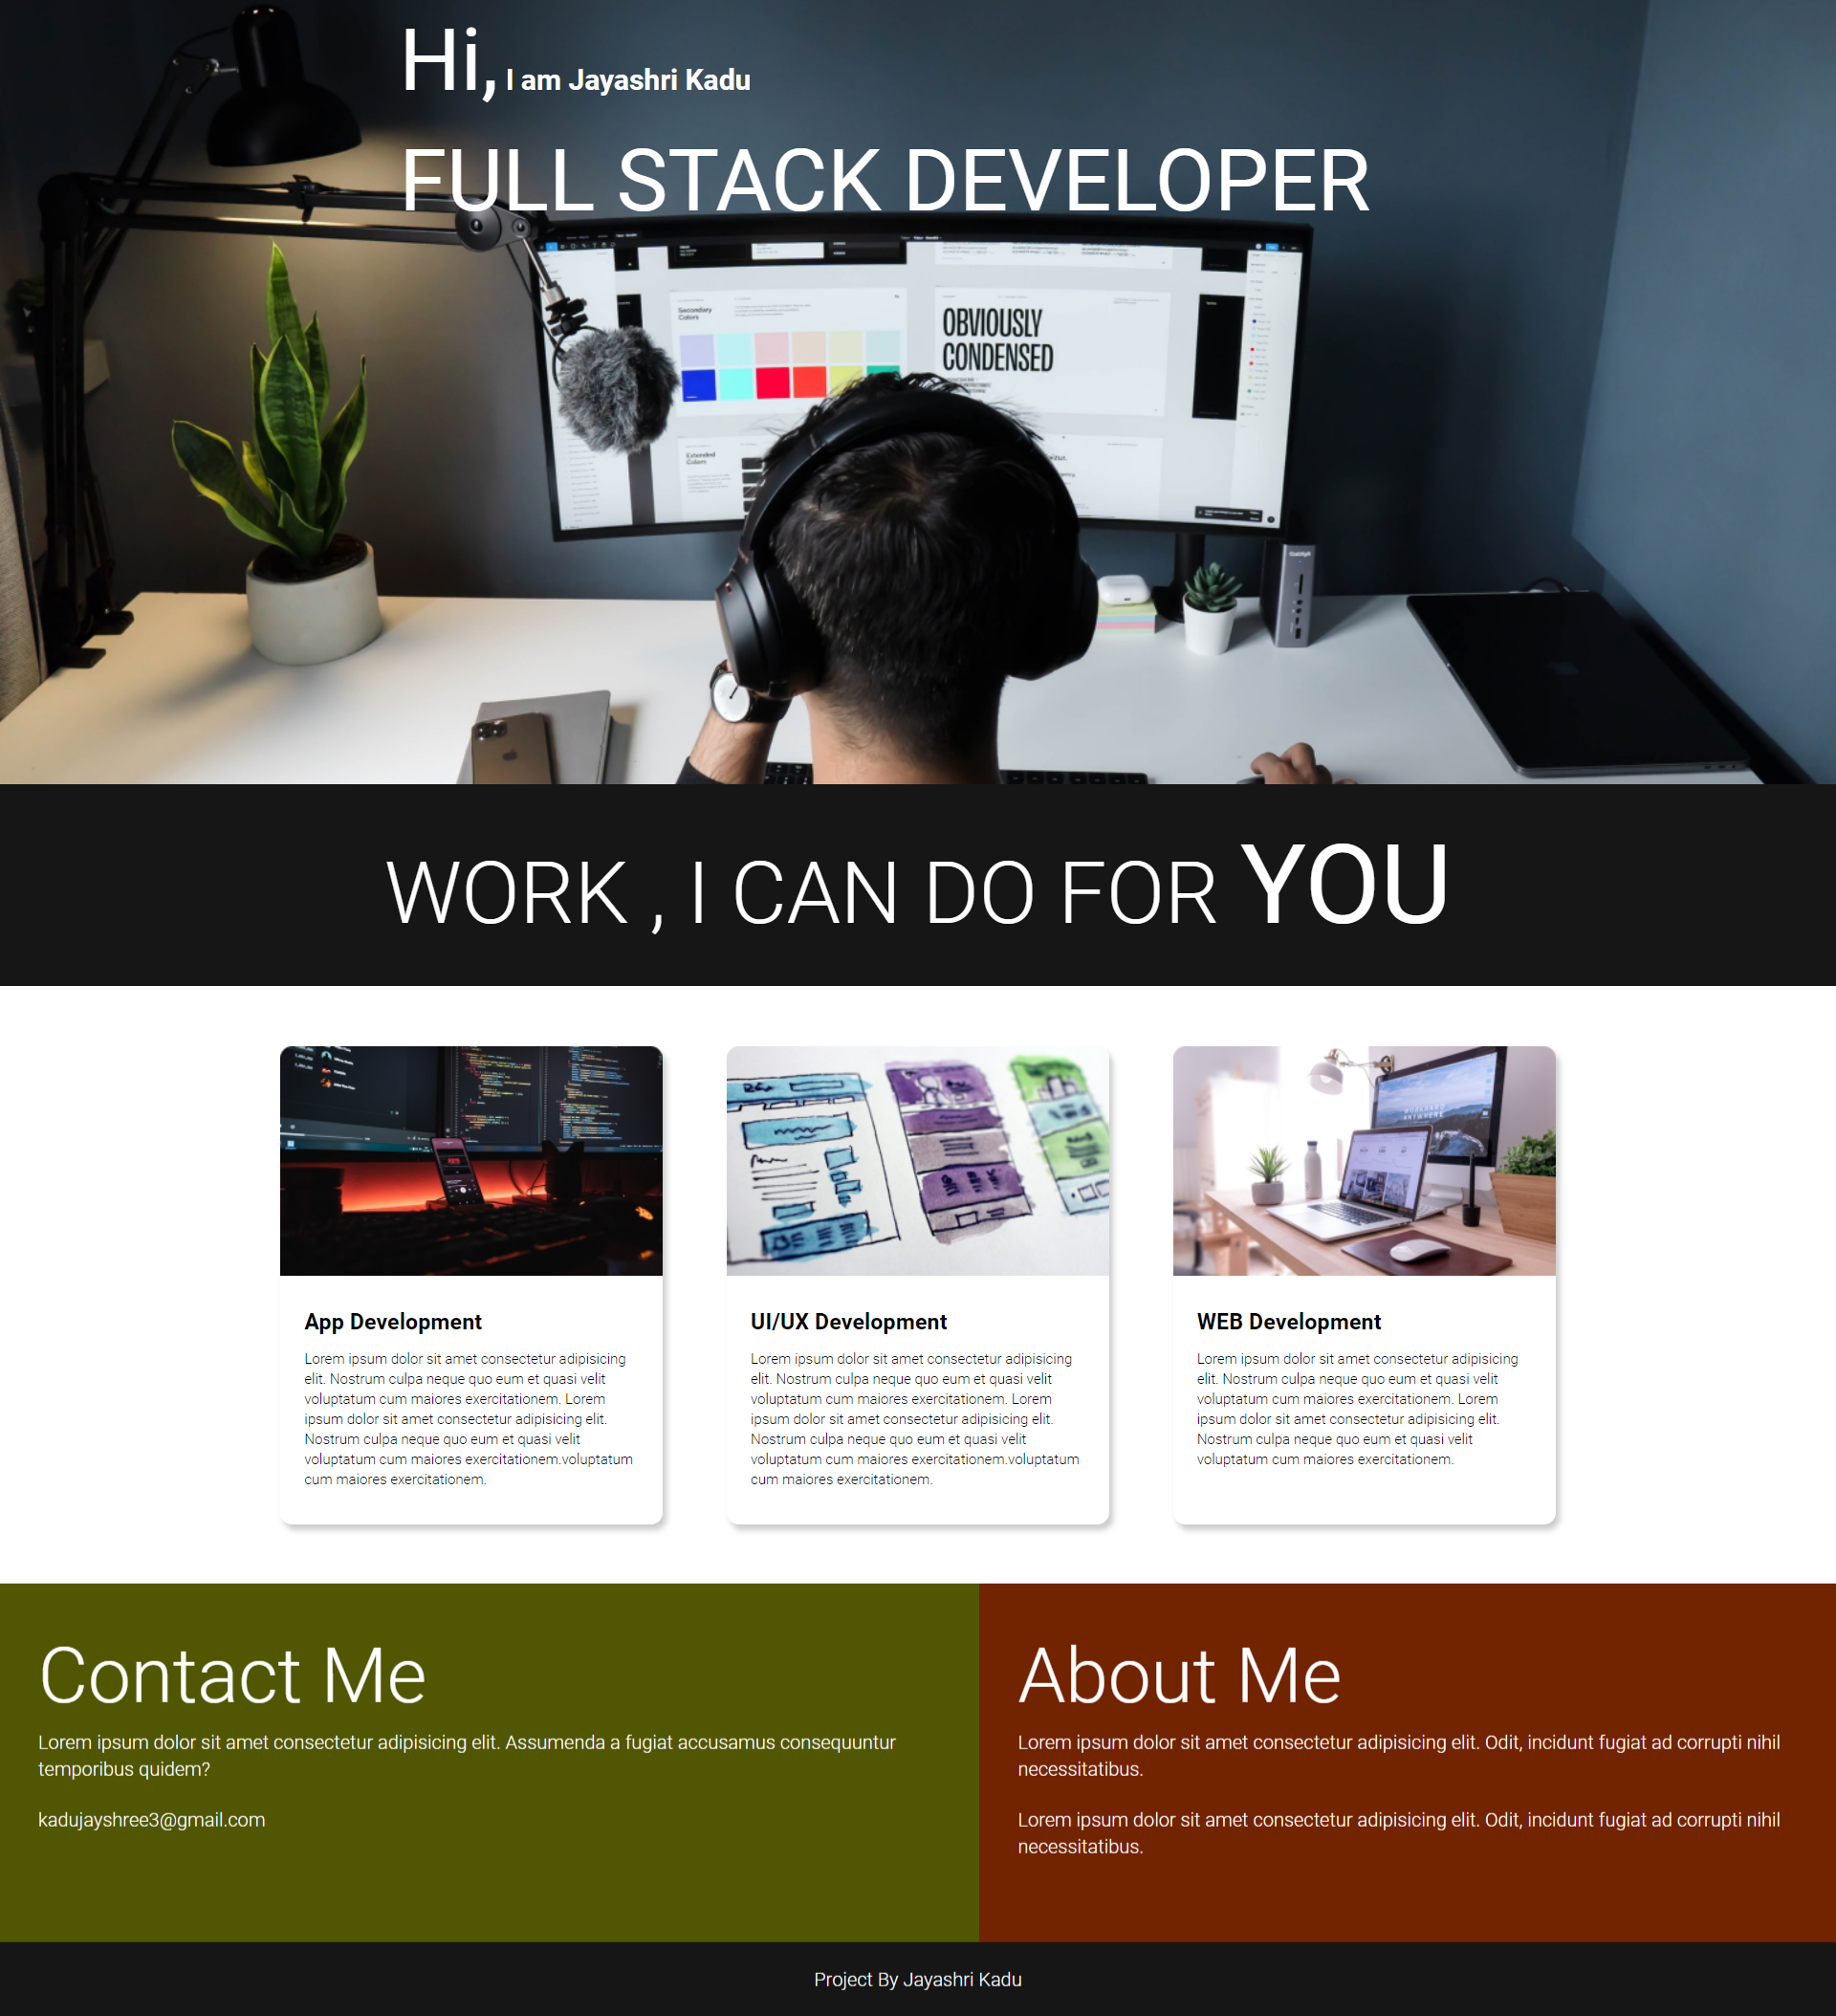 Hi, I am Jayashri Kadu
FULL STACK DEVELOPER
Secondary
Colors
OBVIOUSLY
CONDENSED
Extended
Colors
WORK , I CAN DO FOR YOU
App Development
Lorem ipsum dolor sit amet consectetur adipisicing
elit. Nostrum culpa neque quo eum et quasi velit
voluptatum cum maiores exercitationem. Lorem
ipsum dolor sit amet consectetur adipisicing elit.
Nostrum culpa neque quo eum et quasi velit
voluptatum cum maiores exercitationem.voluptatum
cum maiores exercitationem.
UI/UX Development
Lorem ipsum dolor sit amet consectetur adipisicing
elit. Nostrum culpa neque quo eum et quasi velit
voluptatum cum maiores exercitationem. Lorem
ipsum dolor sit amet consectetur adipisicing elit.
Nostrum culpa neque quo eum et quasi velit
voluptatum cum maiores exercitationem.voluptatum
cum maiores exercitationem.
WEB Development
Lorem ipsum dolor sit amet consectetur adipisicing
elit. Nostrum culpa neque quo eum et quasi velit
voluptatum cum maiores exercitationem. Lorem
ipsum dolor sit amet consectetur adipisicing elit.
Nostrum culpa neque quo eum et quasi velit
voluptatum cum maiores exercitationem.
Contact Me
Lorem ipsum dolor sit amet consectetur adipisicing elit. Assumenda a fugiat accusamus consequuntur
temporibus quidem?
kadujayshree3@gmail.com
About Me
Lorem ipsum dolor sit amet consectetur adipisicing elit. Odit, incidunt fugiat ad corrupti nihil
necessitatibus.
Lorem ipsum dolor sit amet consectetur adipisicing elit. Odit, incidunt fugiat ad corrupti nihil
necessitatibus.
Project By Jayashri Kadu